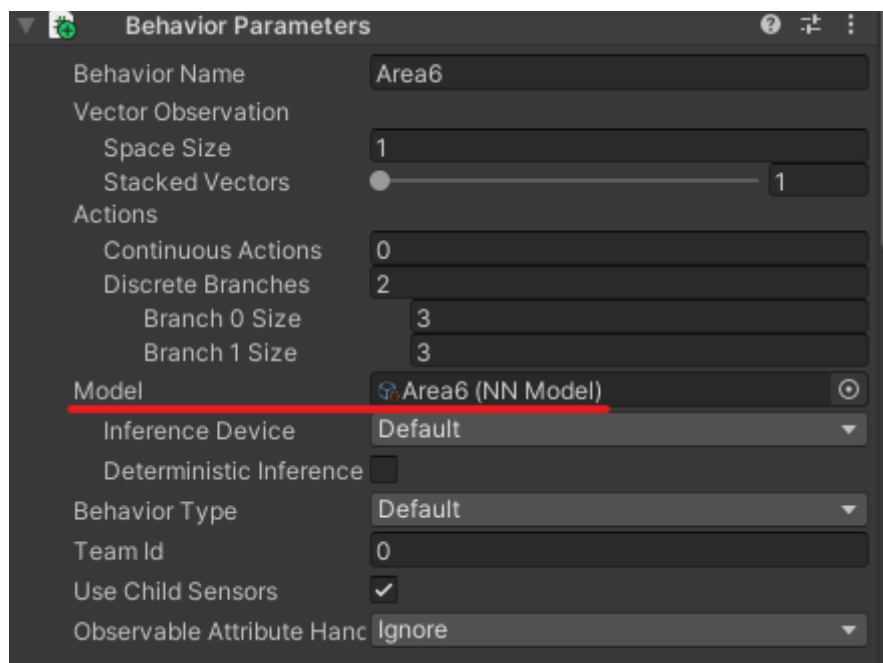 Behavior Parameters
Behavior Name Area6
Vector Observation
Space Size 1
Stacked Vectors 1
Actions
Continuous Actions 0
Discrete Branches 2
Branch 0 Size 3
Branch 1 Size 3
Model Area6 (NN Model)
Inference Device Default
Deterministic Inference
Behavior Type Default
Team Id 0
Use Child Sensors
Observable Attribute Hanc Ignore